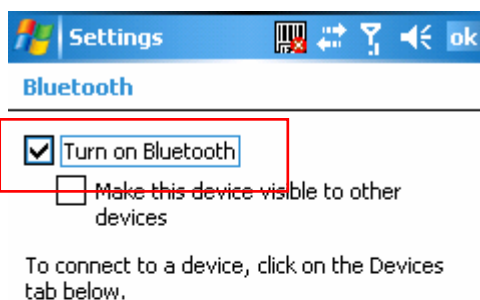 Settings
ok
Bluetooth
Turn on Bluetooth
Make this device visible to other
devices
To connect to a device, click on the Devices
tab below.